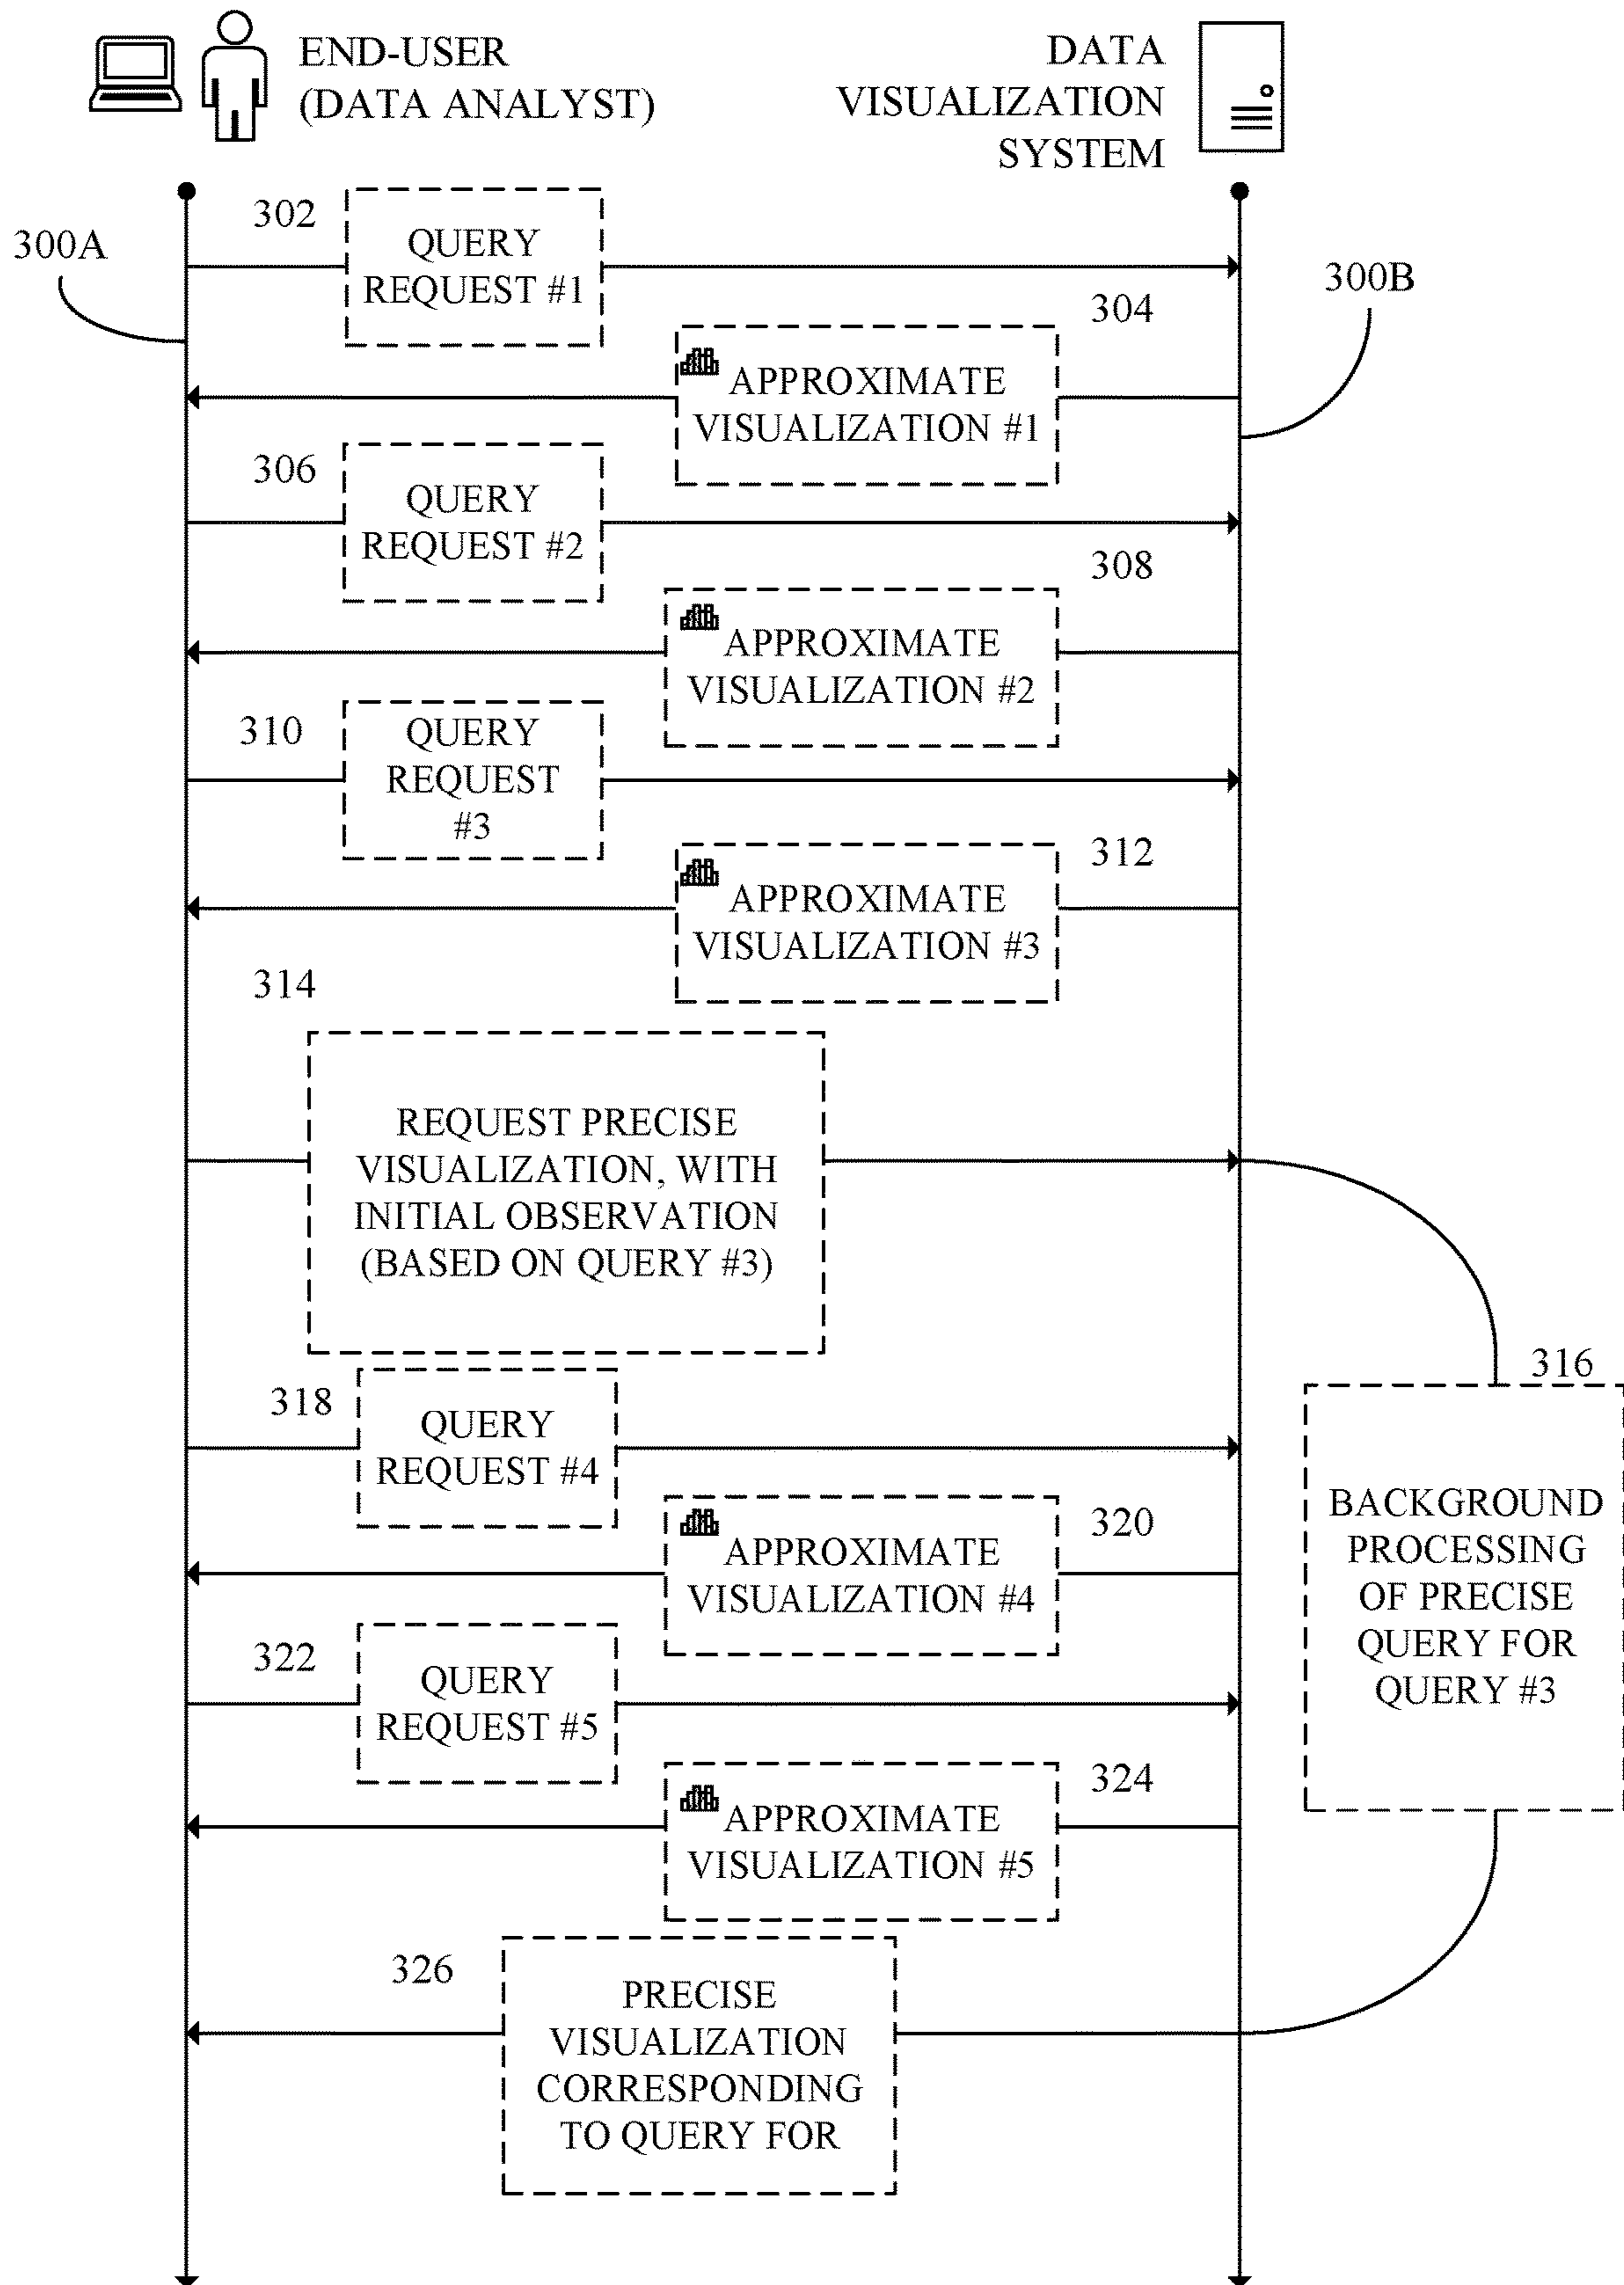 END-USER
(DATA ANALYST)
DATA
VISUALIZATION
SYSTEM
300A
302
QUERY
REQUEST #1
300B
304
APPROXIMATE
VISUALIZATION #1
306
QUERY
REQUEST #2
308
APPROXIMATE
VISUALIZATION #2
310
QUERY
REQUEST
#3
312
APPROXIMATE
VISUALIZATION #3
314
REQUEST PRECISE
VISUALIZATION, WITH
INITIAL OBSERVATION
(BASED ON QUERY #3)
316
BACKGROUND
PROCESSING
OF PRECISE
QUERY FOR
QUERY #3
318
QUERY
REQUEST #4
320
APPROXIMATE
VISUALIZATION #4
322
QUERY
REQUEST #5
324
APPROXIMATE
VISUALIZATION #5
326
PRECISE
VISUALIZATION
CORRESPONDING
TO QUERY FOR